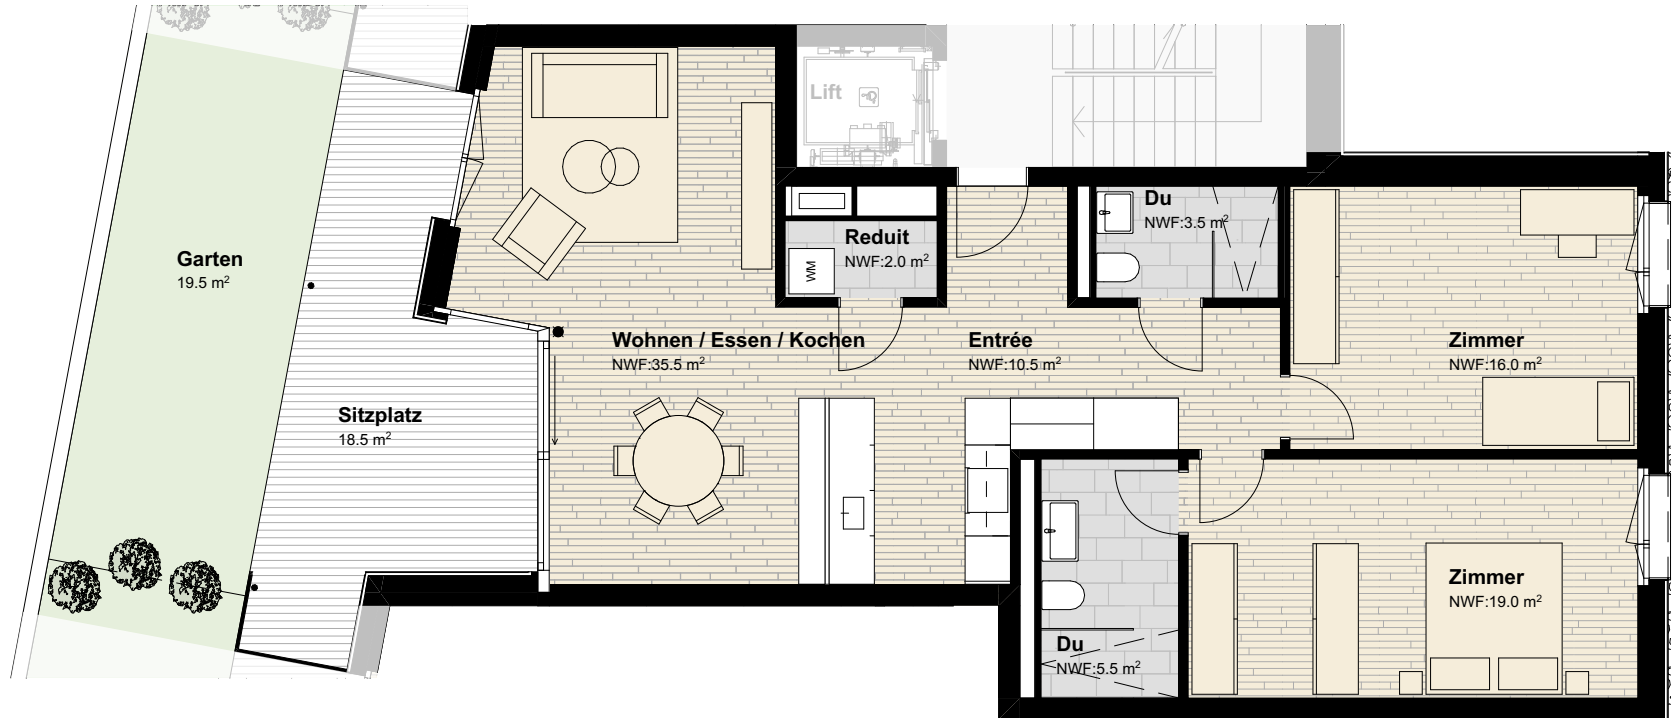 Lift
Du
NWF:3.5 m²
Reduit
NWF:2.0 m²
WM
Garten
19.5 m²
Wohnen / Essen / Kochen
NWF:35.5 m²
Entrée
NWF:10.5 m²
Zimmer
NWF:16.0 m²
Sitzplatz
18.5 m²
Zimmer
NWF:19.0 m²
Du
NWF:5.5 m²